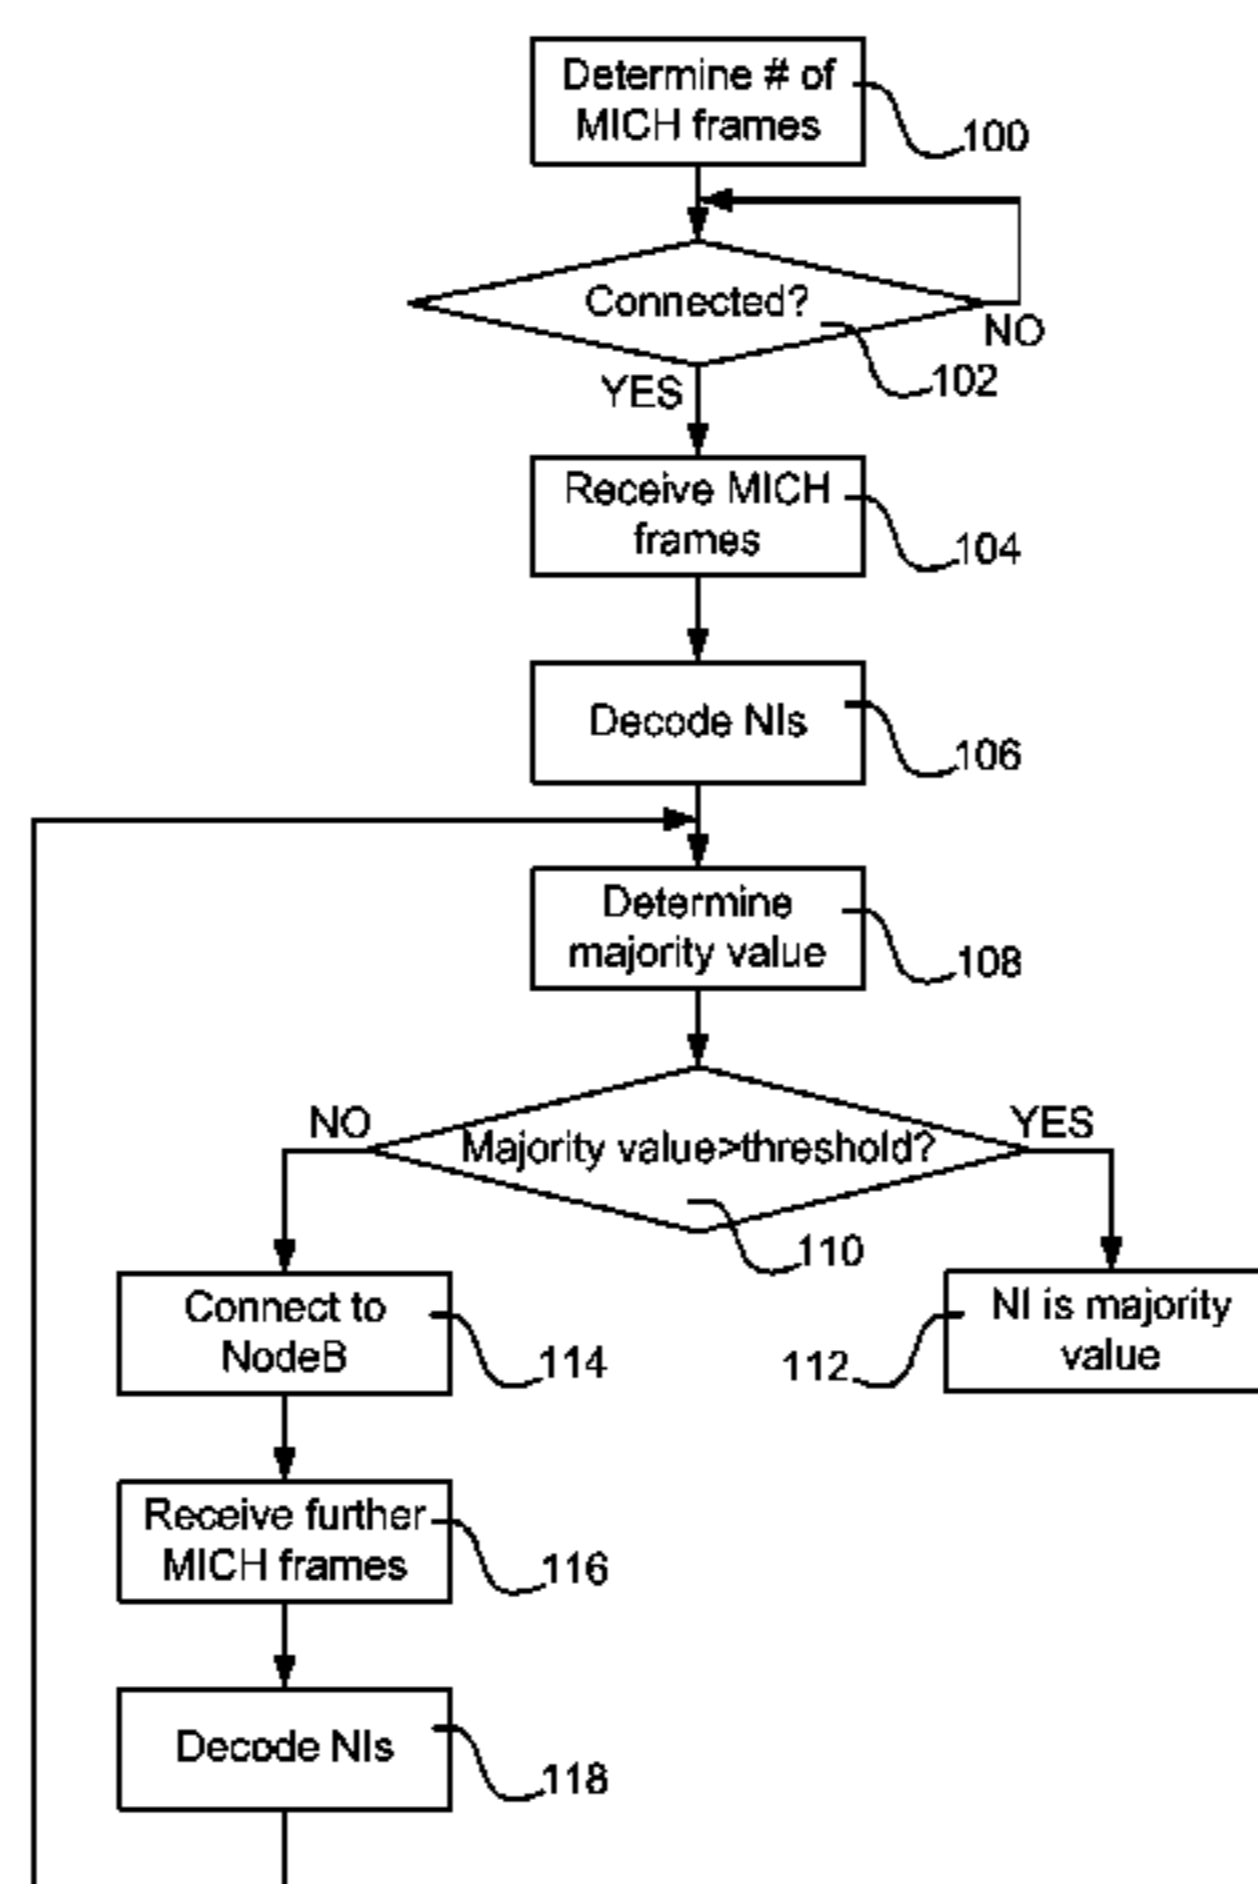 Determine # of
MICH frames
100
Connected?
NO
102
YES
Receive MICH
frames
104
Decode NIs
106
Determine
majority value
108
NO
YES
Majority value>threshold?
110
Connect to
NodeB
114
112
NI is majority
value
Receive further
MICH frames
116
Decode NIs
118